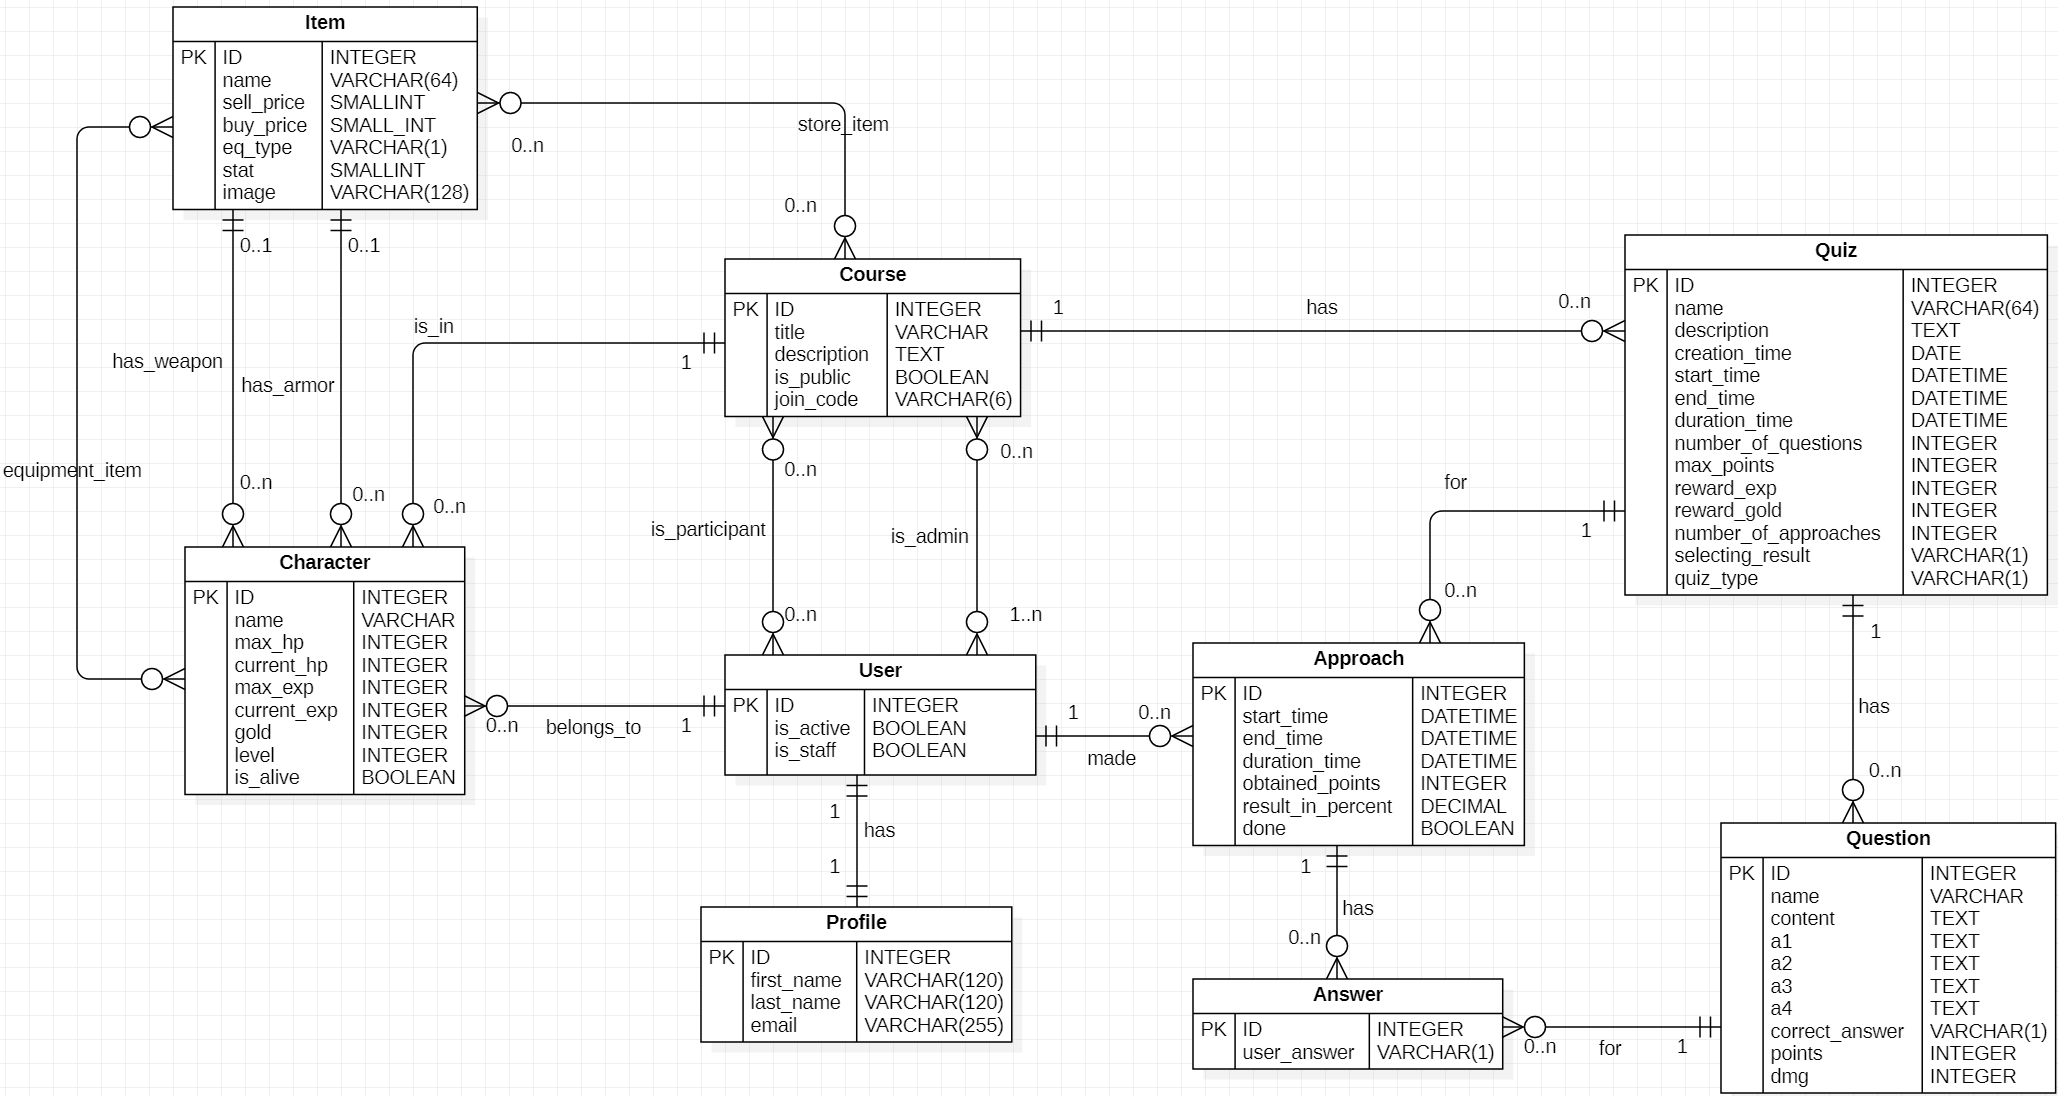 Item
PK ID INTEGER
name VARCHAR(64)
sell_price SMALLINT
buy_price SMALL_INT
eq_type VARCHAR(1)
stat SMALLINT
image VARCHAR(128)
0..n
store_item
0..n
0..1
0..1
has_weapon
has_armor
equipment_item
0..n
0..n
0..n
is_in
1
Course
PK ID INTEGER
title VARCHAR
description TEXT
is_public BOOLEAN
join_code VARCHAR(6)
1
has
0..n
Quiz
PK ID INTEGER
name VARCHAR(64)
description TEXT
creation_time DATE
start_time DATETIME
end_time DATETIME
duration_time DATETIME
number_of_questions INTEGER
max_points INTEGER
reward_exp INTEGER
reward_gold INTEGER
number_of_approaches INTEGER
selecting_result VARCHAR(1)
quiz_type VARCHAR(1)
0..n
0..n
is_participant
is_admin
0..n
1..n
for
1
0..n
1
has
0..n
Character
PK ID INTEGER
name VARCHAR
max_hp INTEGER
current_hp INTEGER
max_exp INTEGER
current_exp INTEGER
gold INTEGER
level INTEGER
is_alive BOOLEAN
0..n
belongs_to
1
User
PK ID INTEGER
is_active BOOLEAN
is_staff BOOLEAN
1
0..n
made
Approach
PK ID INTEGER
start_time DATETIME
end_time DATETIME
duration_time DATETIME
obtained_points INTEGER
result_in_percent DECIMAL
done BOOLEAN
1
has
1
Profile
PK ID INTEGER
first_name VARCHAR(120)
last_name VARCHAR(120)
email VARCHAR(255)
1
has
0..n
Answer
PK ID INTEGER
user_answer VARCHAR(1)
0..n
for
1
Question
PK ID INTEGER
name VARCHAR
content TEXT
a1 TEXT
a2 TEXT
a3 TEXT
a4 TEXT
correct_answer VARCHAR(1)
points INTEGER
dmg INTEGER